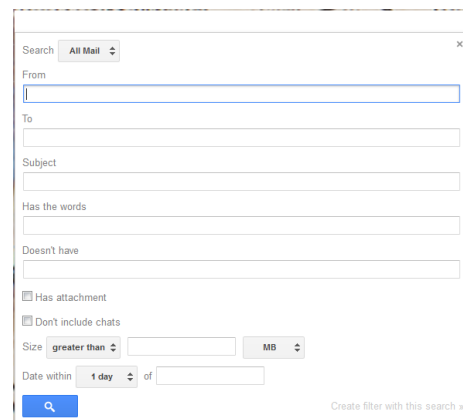 Search All Mail
×
From
To
Subject
Has the words
Doesn't have
Has attachment
Don't include chats
Size greater than MB
Date within 1 day of
Create filter with this search »